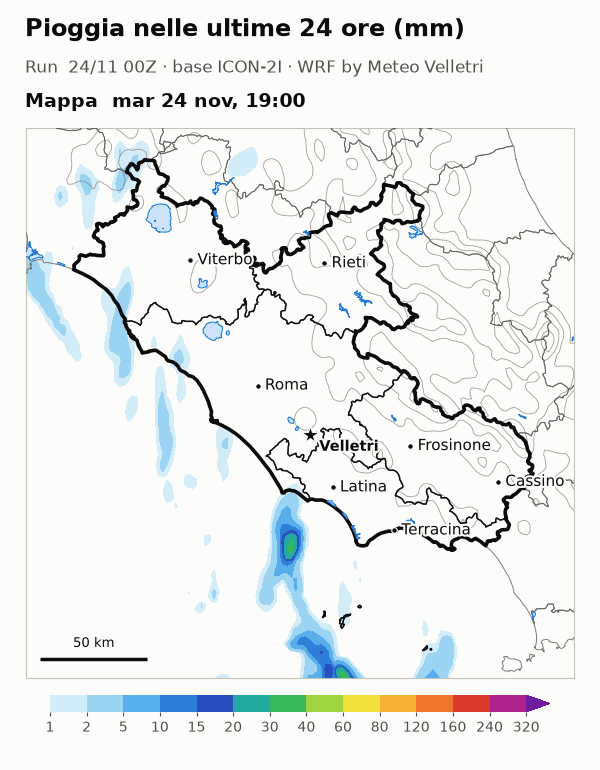 Pioggia nelle ultime 24 ore (mm)
Run  24/11 00Z · base ICON-2I · WRF by Meteo Velletri
Mappa  mar 24 nov, 19:00
Viterbo
Rieti
Roma
Velletri
Frosinone
Latina
Cassino
Terracina
50 km
1 2 5 10 15 20 30 40 60 80 120 160 240 320